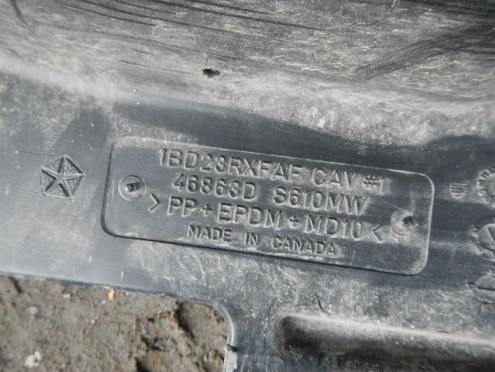 1BD23RXFAF CAV #1
46863D S610MW
> PP + EPDM + MD10 <
MADE IN CANADA